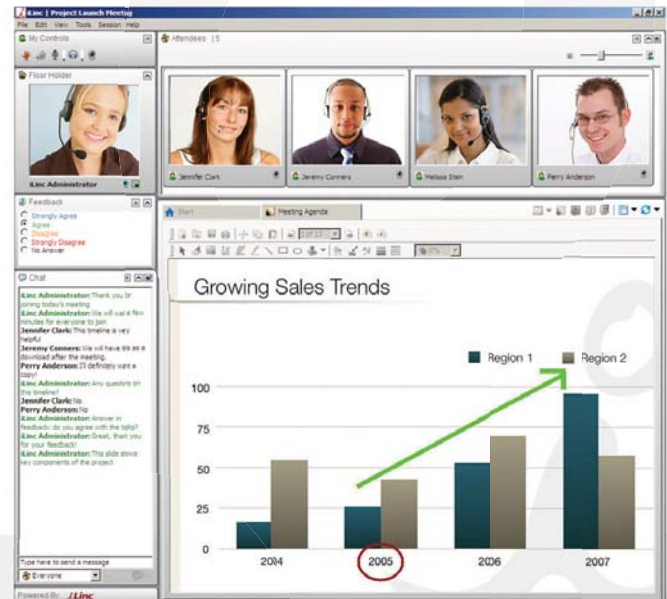 iLinc | Project Launch Meetup
File Edit View Tools Session Help
My Controls
Attendees | 5
Floor Holder
iLinc Administrator
Jennifer Clark
Jeremy Conners
Melissa Stein
Perry Anderson
Feedback
Strongly Agree
Agree
Disagree
Strongly Disagree
No Answer
Start
Meeting Agenda
Chat
iLinc Administrator: Thank you for
joining today's meeting
iLinc Administrator: We will wait a few
minutes for everyone to join
Jennifer Clark: This timeline is very
helpful
Jeremy Conners: We will have this as a
download after the meeting.
Perry Anderson: I'll definitely want a
copy!
iLinc Administrator: Any questions on
this timeline?
Jennifer Clark: No
Perry Anderson: No
iLinc Administrator: Answer in
feedback: do you agree with the
iLinc Administrator: Great, thank you
for your feedback!
iLinc Administrator: This slide shows
key components of the project
Type here to send a message
Everyone
Powered By: iLinc
Growing Sales Trends
Region 1
Region 2
100
75
50
25
0
2004
2005
2006
2007